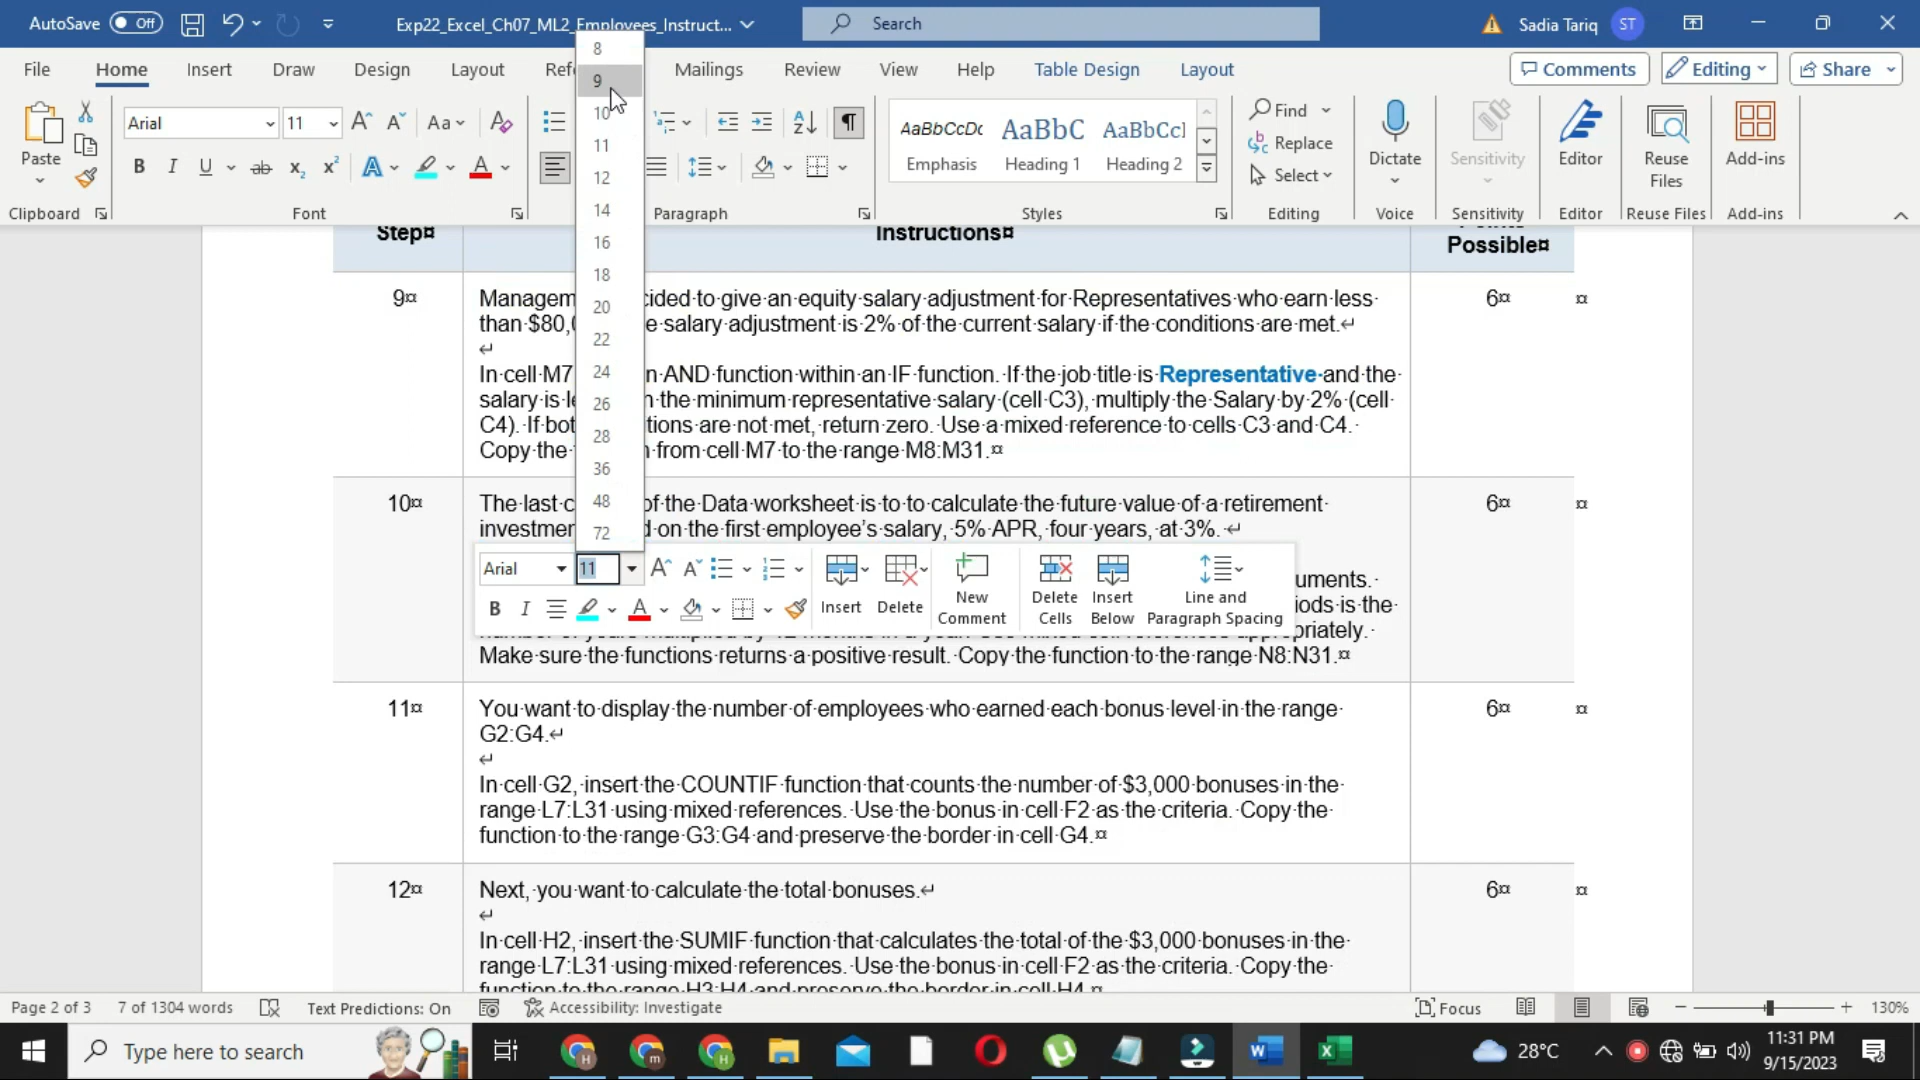 AutoSave Off Exp22_Excel_Ch07_ML2_Employees_Instruct... Search Sadia Tariq ST
File Home Insert Draw Design Layout Mailings Review View Help Table Design Layout Comments Editing Share
Paste Arial 11 Aa AaBbCcDc AaBbC AaBbCcl Find Replace Select Dictate Sensitivity Editor Reuse Files Add-ins
Emphasis Heading 1 Heading 2
Clipboard Font Paragraph Styles Editing Voice Sensitivity Editor Reuse Files Add-ins
8
9
10
11
12
14
16
18
20
22
24
26
28
36
48
72
Step¤ Instructions¤ Possible¤
9¤ 6¤ ¤
to·give·an·equity·salary·adjustment·for·Representatives·who·earn·less·
than· salary·adjustment·is·2%·of·the·current·salary·if·the·conditions·are·met.↵
↵
In·cell·M7 AND·function·within·an·IF·function.·If·the·job·title·is·Representative·and·the·
salary·is· the·minimum·representative·salary·(cell·C3),·multiply·the·Salary·by·2%·(cell·
C4).·If· are·not·met,·return·zero.·Use·a·mixed·reference·to·cells·C3·and·C4.·
Copy·the· from·cell·M7·to·the·range·M8:M31.¤
10¤ 6¤ ¤
The·last· of·the·Data·worksheet·is·to·to·calculate·the·future·value·of·a·retirement·
on·the·first·employee's·salary,·5%·APR,·four·years,·at·3%.·↵
Arial 11 Insert Delete New Comment Delete Cells Insert Below Line and Paragraph Spacing
is·the·
Make·sure·the·functions·returns·a·positive·result.·Copy·the·function·to·the·range·N8:N31.¤
11¤ 6¤ ¤
You·want·to·display·the·number·of·employees·who·earned·each·bonus·level·in·the·range·
G2:G4.↵
↵
In·cell·G2,·insert·the·COUNTIF·function·that·counts·the·number·of·$3,000·bonuses·in·the·
range·L7:L31·using·mixed·references.·Use·the·bonus·in·cell·F2·as·the·criteria.·Copy·the·
function·to·the·range·G3:G4·and·preserve·the·border·in·cell·G4.¤
12¤ 6¤ ¤
Next,·you·want·to·calculate·the·total·bonuses.↵
↵
In·cell·H2,·insert·the·SUMIF·function·that·calculates·the·total·of·the·$3,000·bonuses·in·the·
range·L7:L31·using·mixed·references.·Use·the·bonus·in·cell·F2·as·the·criteria.·Copy·the·
function·to·the·range·H3:H4·and·preserve·the·border·in·cell·H4.¤
Page 2 of 3 7 of 1304 words Text Predictions: On Accessibility: Investigate Focus 130%
Type here to search 28°C 11:31 PM
9/15/2023